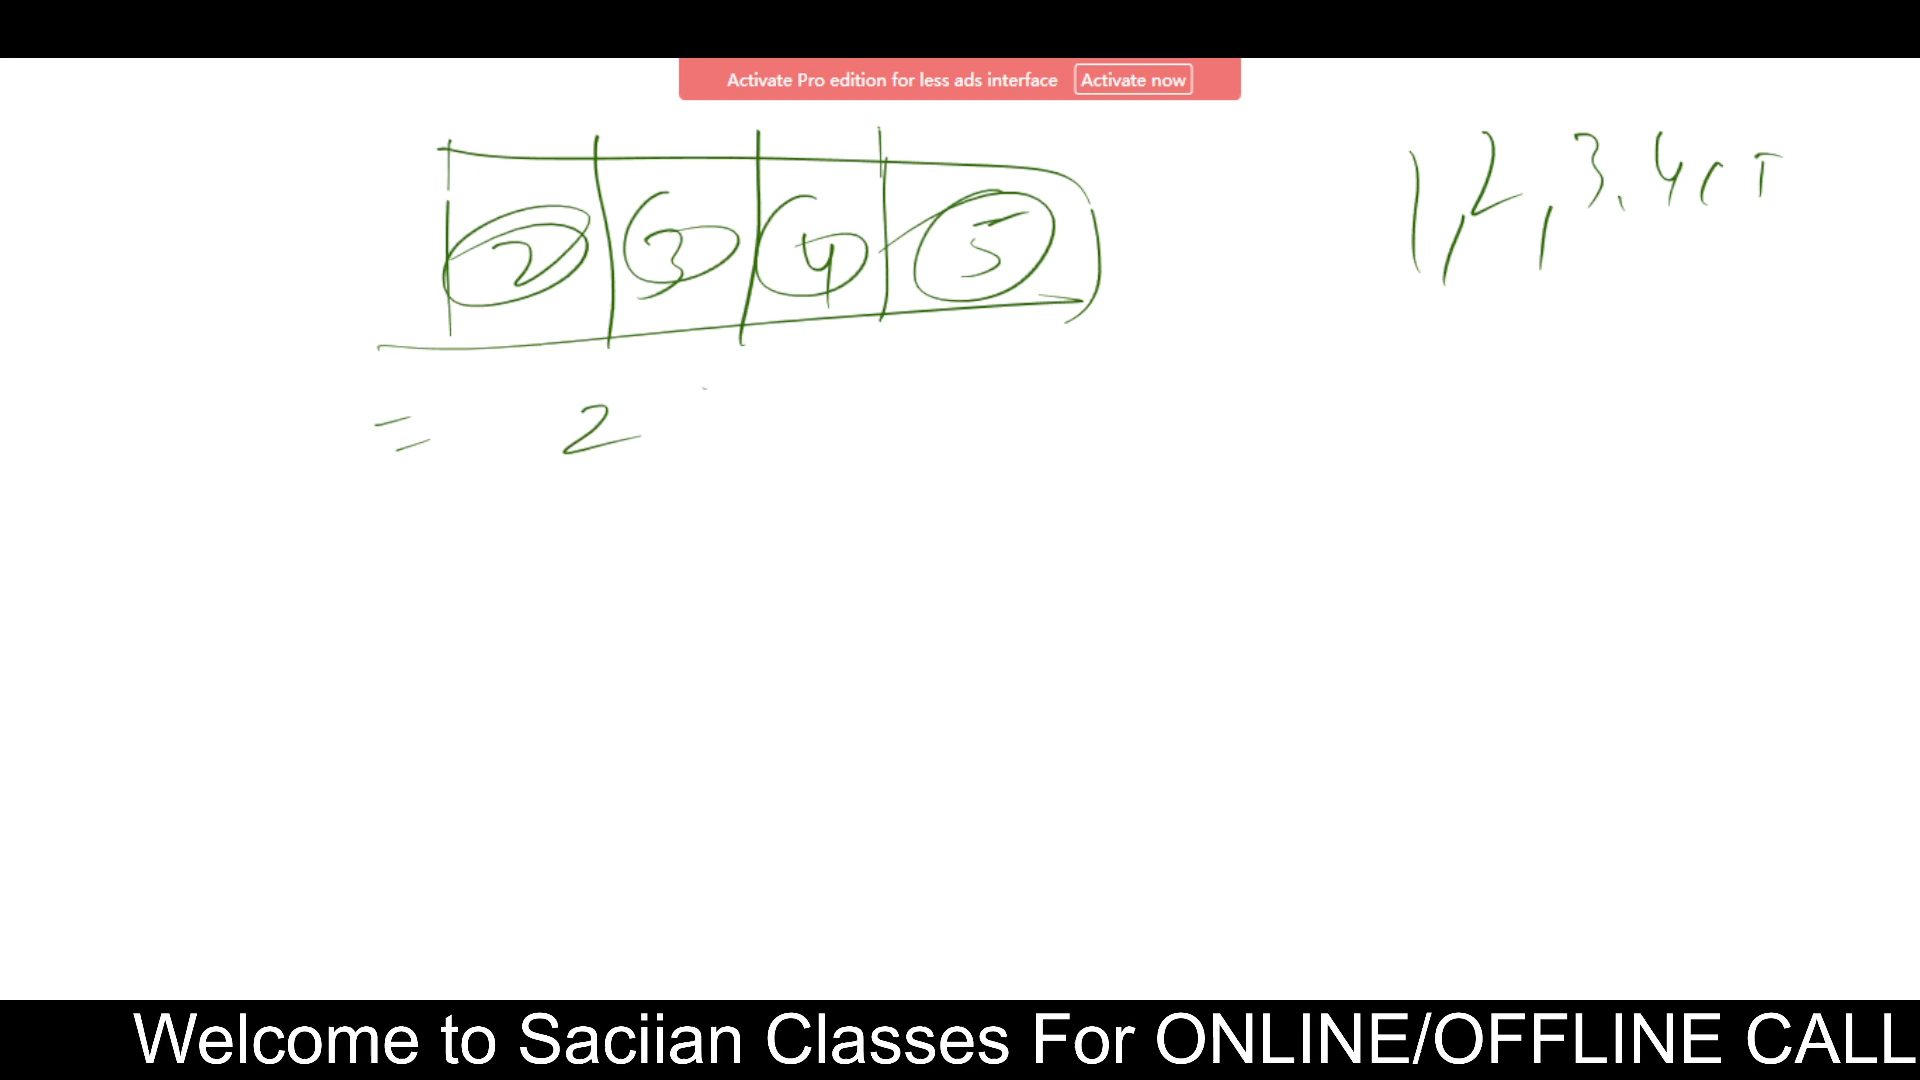 Activate Pro edition for less ads interface Activate now
1, 2, 3, 4, 5
2 3 4 5
= 2
Welcome to Saciian Classes For ONLINE/OFFLINE CALL